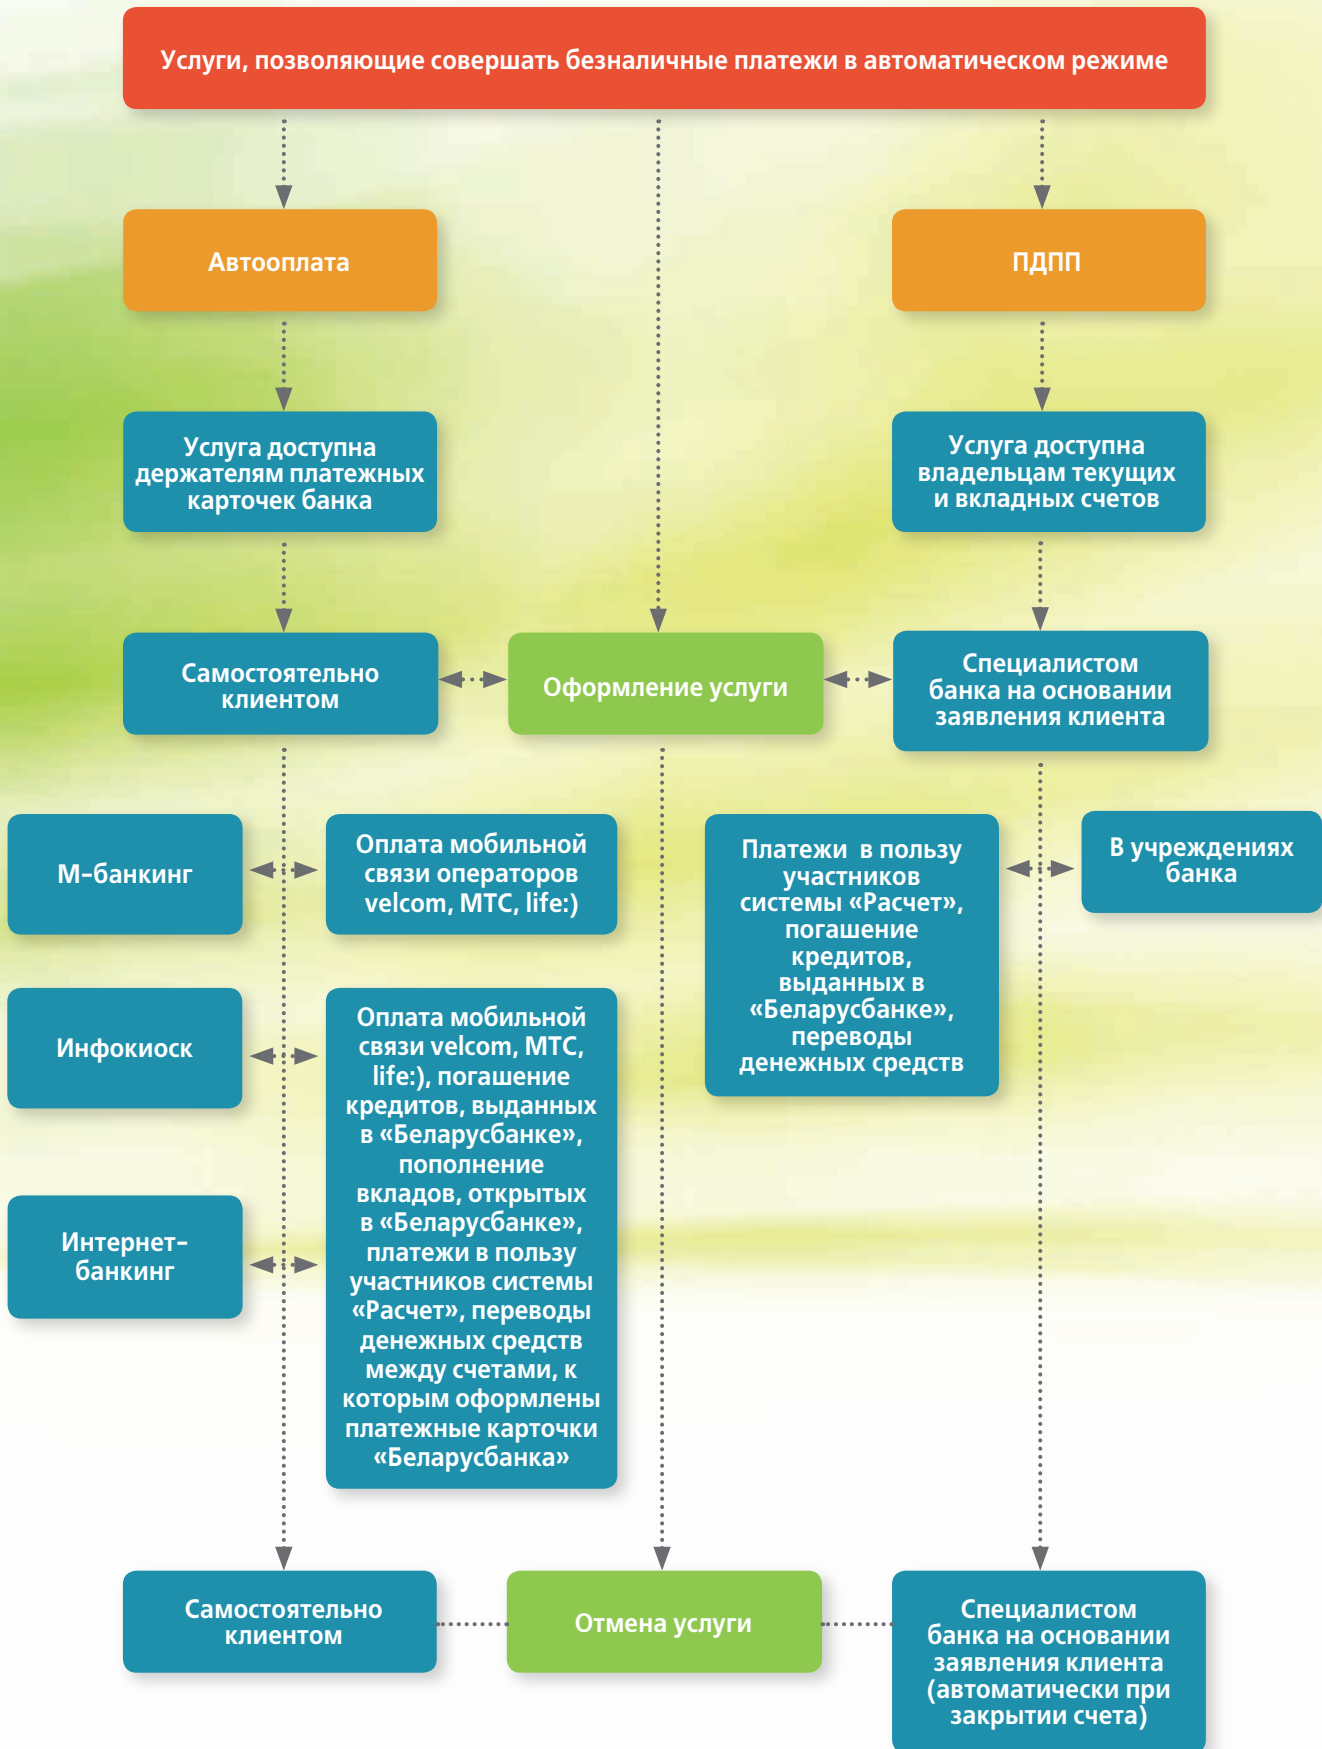 Услуги, позволяющие совершать безналичные платежи в автоматическом режиме
Автооплата
ПДПП
Услуга доступна
держателям платежных
карточек банка
Услуга доступна
владельцам текущих
и вкладных счетов
Самостоятельно
клиентом
Оформление услуги
Специалистом
банка на основании
заявления клиента
М-банкинг
Оплата мобильной
связи операторов
velcom, МТС, life:)
Платежи в пользу
участников
системы «Расчет»,
погашение
кредитов,
выданных в
«Беларусбанке»,
переводы
денежных средств
В учреждениях
банка
Инфокиоск
Оплата мобильной
связи velcom, МТС,
life:), погашение
кредитов, выданных
в «Беларусбанке»,
пополнение
вкладов, открытых
в «Беларусбанке»,
платежи в пользу
участников системы
«Расчет», переводы
денежных средств
между счетами, к
которым оформлены
платежные карточки
«Беларусбанка»
Интернет-
банкинг
Самостоятельно
клиентом
Отмена услуги
Специалистом
банка на основании
заявления клиента
(автоматически при
закрытии счета)